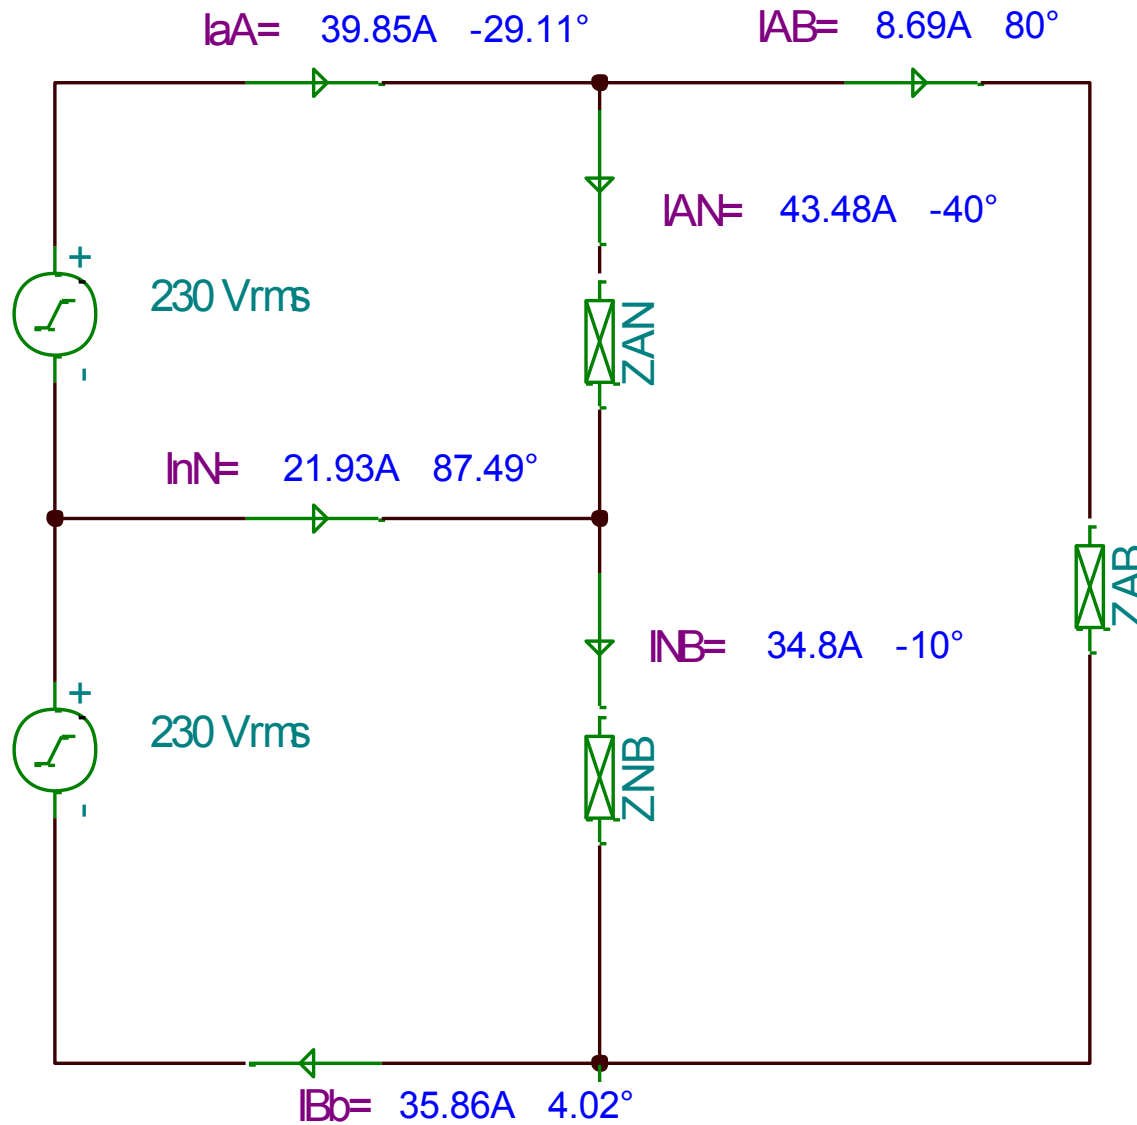 IaA= 39.85A -29.11°
IAB= 8.69A 80°
IAN= 43.48A -40°
+
230 Vrms
-
ZAN
InN= 21.93A 87.49°
ZAB
INB= 34.8A -10°
+
230 Vrms
-
ZNB
IBb= 35.86A 4.02°